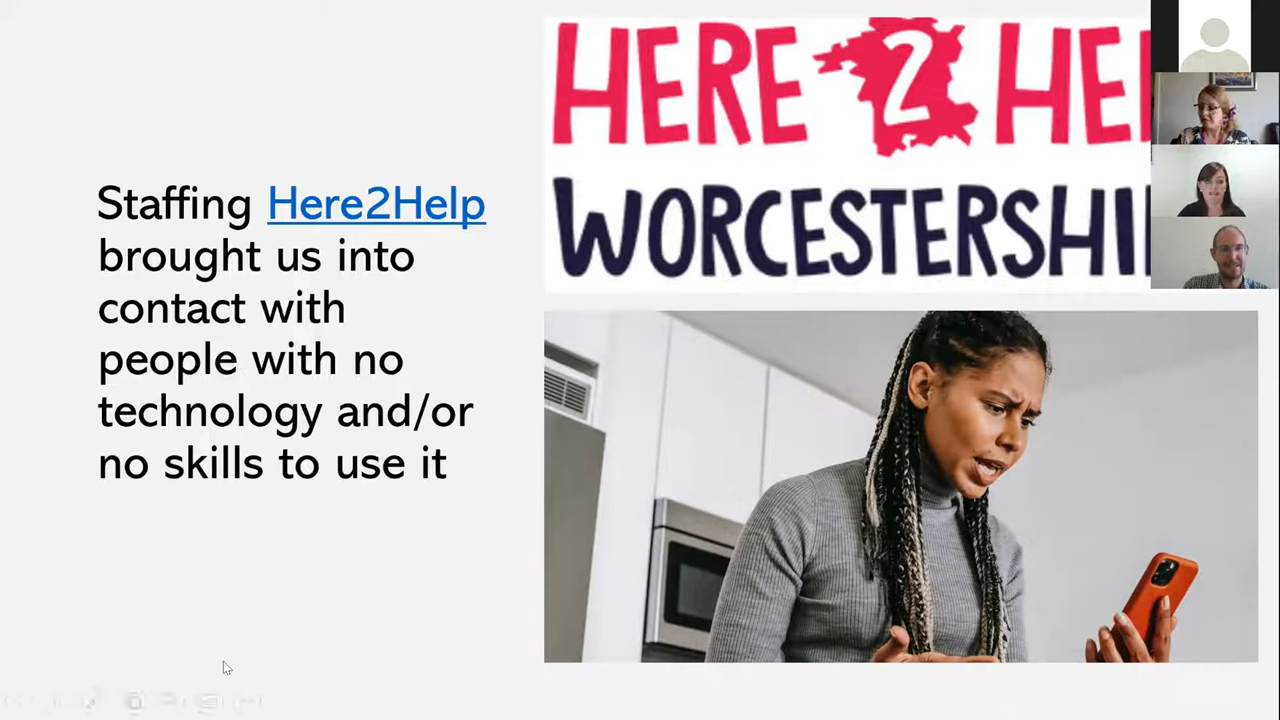 Staffing Here2Help
brought us into
contact with
people with no
technology and/or
no skills to use it
HERE 2 HE
WORCESTERSHI